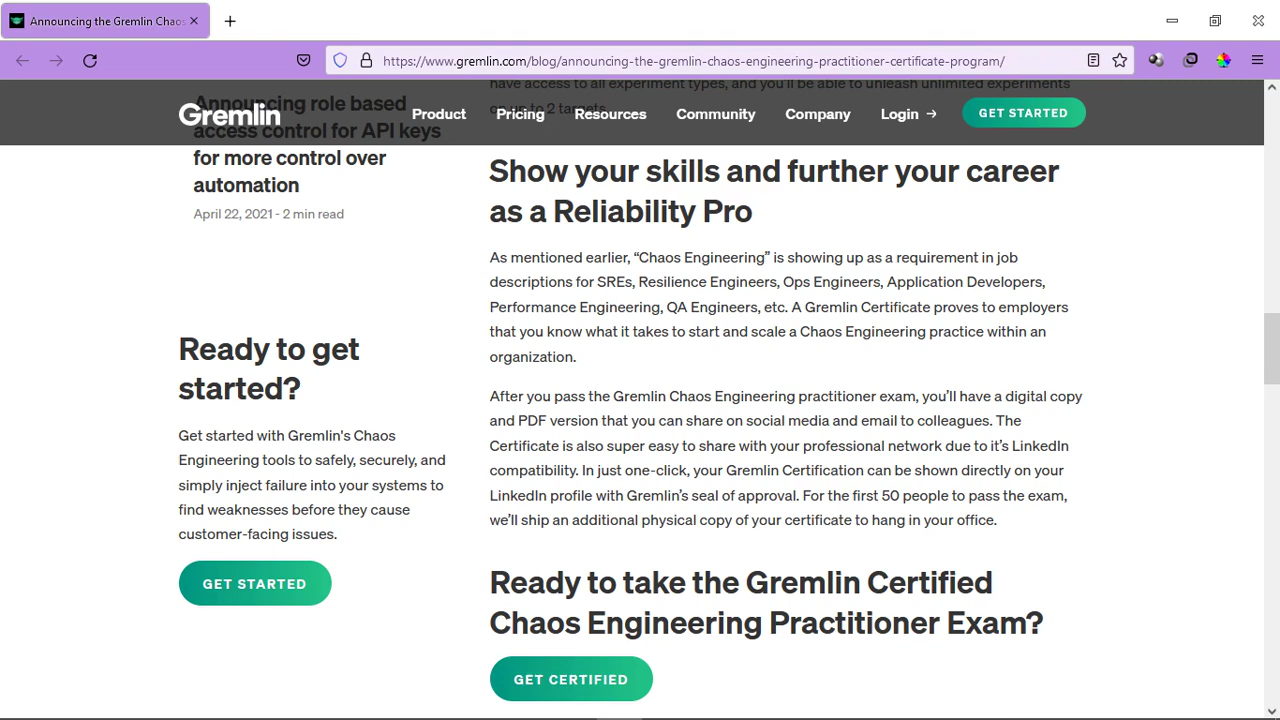 Announcing the Gremlin Chaos
https://www.gremlin.com/blog/announcing-the-gremlin-chaos-engineering-practitioner-certificate-program/
Gremlin
Product
Pricing
Resources
Community
Company
Login →
GET STARTED
Announcing role based
access control for API keys
for more control over
automation
April 22, 2021 - 2 min read
Ready to get
started?
Get started with Gremlin's Chaos
Engineering tools to safely, securely, and
simply inject failure into your systems to
find weaknesses before they cause
customer-facing issues.
GET STARTED
have access to all experiment types, and you'll be able to unleash unlimited experiments
on up to 2 targets.
Show your skills and further your career
as a Reliability Pro
As mentioned earlier, “Chaos Engineering” is showing up as a requirement in job
descriptions for SREs, Resilience Engineers, Ops Engineers, Application Developers,
Performance Engineering, QA Engineers, etc. A Gremlin Certificate proves to employers
that you know what it takes to start and scale a Chaos Engineering practice within an
organization.
After you pass the Gremlin Chaos Engineering practitioner exam, you’ll have a digital copy
and PDF version that you can share on social media and email to colleagues. The
Certificate is also super easy to share with your professional network due to it’s LinkedIn
compatibility. In just one-click, your Gremlin Certification can be shown directly on your
LinkedIn profile with Gremlin’s seal of approval. For the first 50 people to pass the exam,
we’ll ship an additional physical copy of your certificate to hang in your office.
Ready to take the Gremlin Certified
Chaos Engineering Practitioner Exam?
GET CERTIFIED